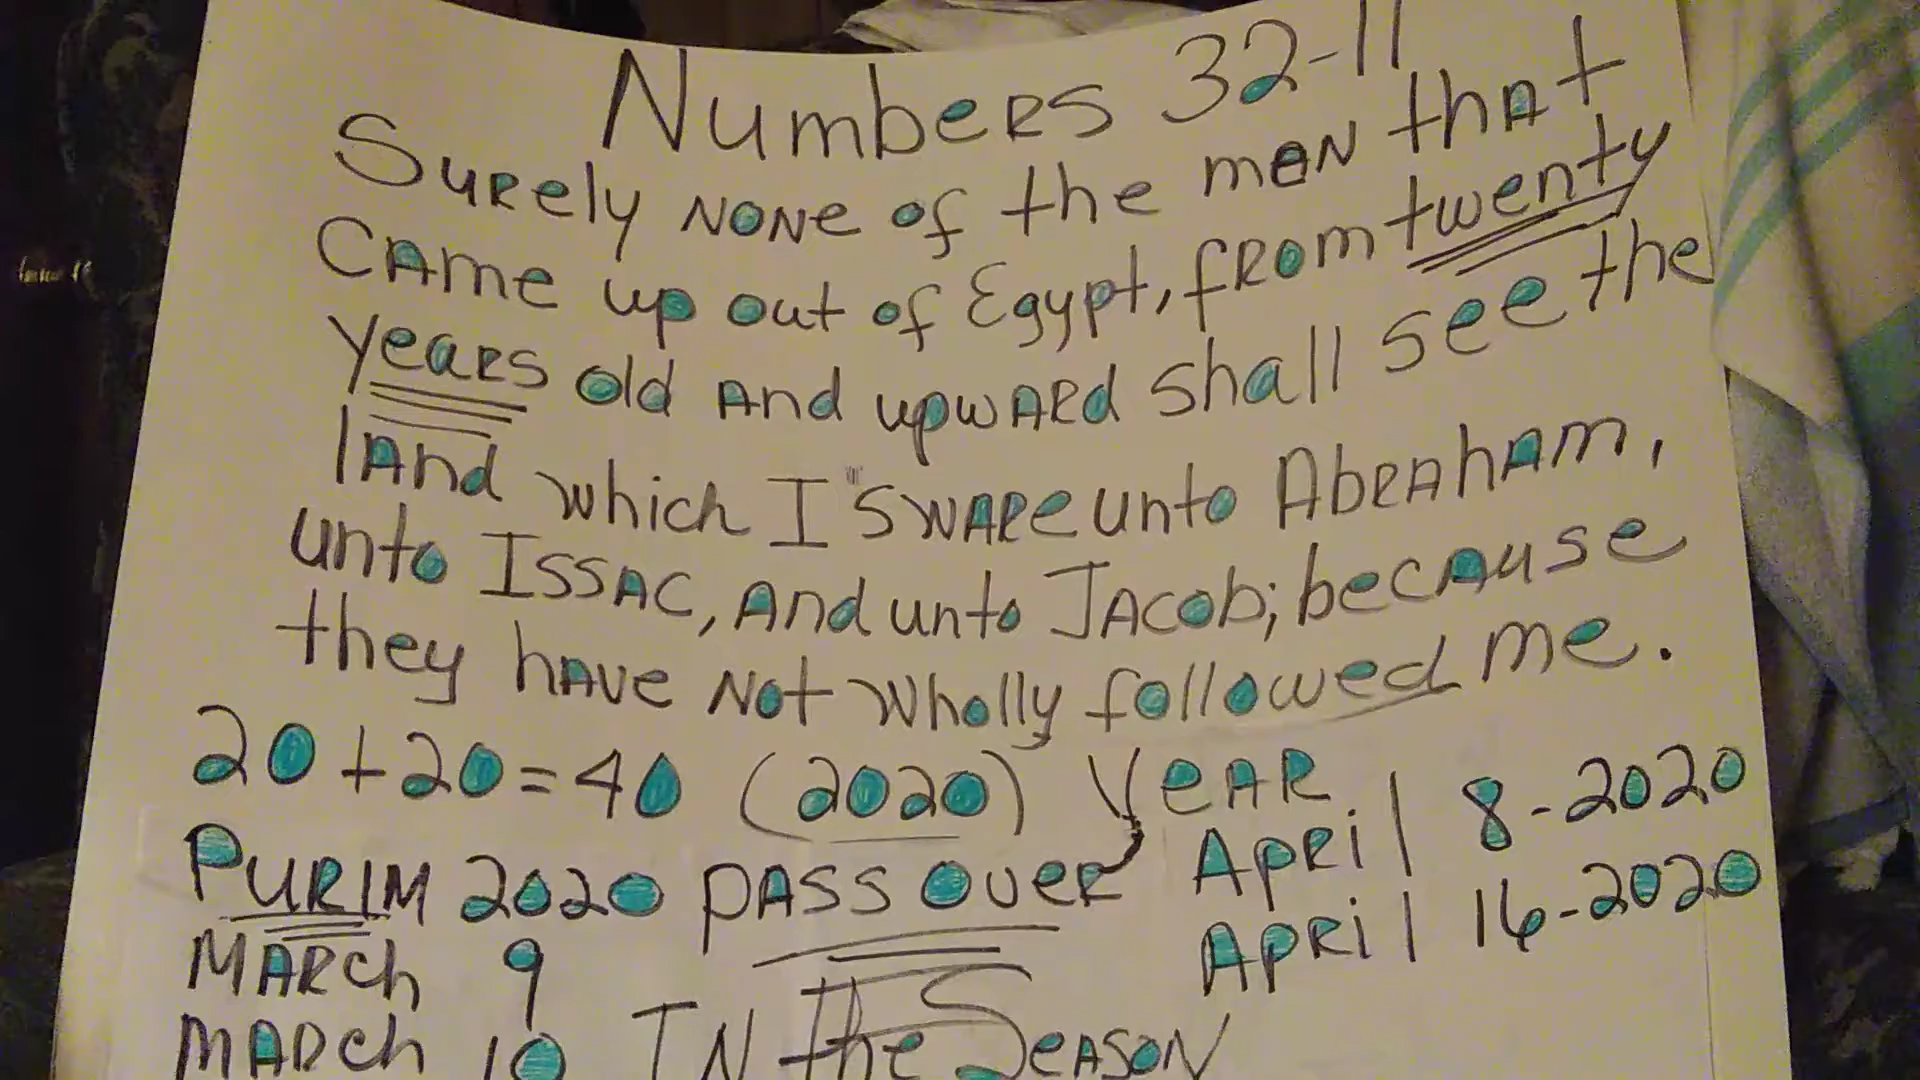 Numbers 32-11
Surely none of the men that
came up out of Egypt, from twenty
years old and upward shall see the
land which I "sware unto Abraham,
unto Issac, and unto Jacob; because
they have not wholly followed me.
20+20=40 (2020) Year
Purim 2020 Pass Over April 8-2020
March 9 April 16-2020
March 10 In the Season